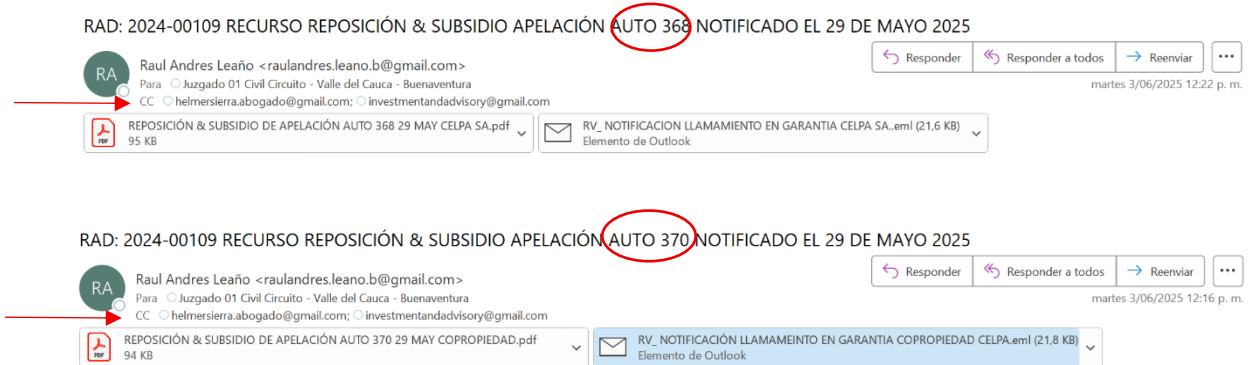 RAD: 2024-00109 RECURSO REPOSICIÓN & SUBSIDIO APELACIÓN AUTO 368 NOTIFICADO EL 29 DE MAYO 2025
RA
Raul Andres Leaño <raulandres.leano.b@gmail.com>
Responder
Responder a todos
Reenviar
Para Juzgado 01 Civil Circuito - Valle del Cauca - Buenaventura
martes 3/06/2025 12:22 p. m.
CC helmersierra.abogado@gmail.com; investmentandadvisory@gmail.com
PDF
REPOSICIÓN & SUBSIDIO DE APELACIÓN AUTO 368 29 MAY CELPA SA.pdf
95 KB
RV_ NOTIFICACION LLAMAMIENTO EN GARANTIA CELPA SA..eml (21,6 KB)
Elemento de Outlook
RAD: 2024-00109 RECURSO REPOSICIÓN & SUBSIDIO APELACIÓN AUTO 370 NOTIFICADO EL 29 DE MAYO 2025
RA
Raul Andres Leaño <raulandres.leano.b@gmail.com>
Responder
Responder a todos
Reenviar
Para Juzgado 01 Civil Circuito - Valle del Cauca - Buenaventura
martes 3/06/2025 12:16 p. m.
CC helmersierra.abogado@gmail.com; investmentandadvisory@gmail.com
PDF
REPOSICIÓN & SUBSIDIO DE APELACIÓN AUTO 370 29 MAY COPROPIEDAD.pdf
94 KB
RV_ NOTIFICACIÓN LLAMAMEINTO EN GARANTIA COPROPIEDAD CELPA.eml (21,8 KB)
Elemento de Outlook